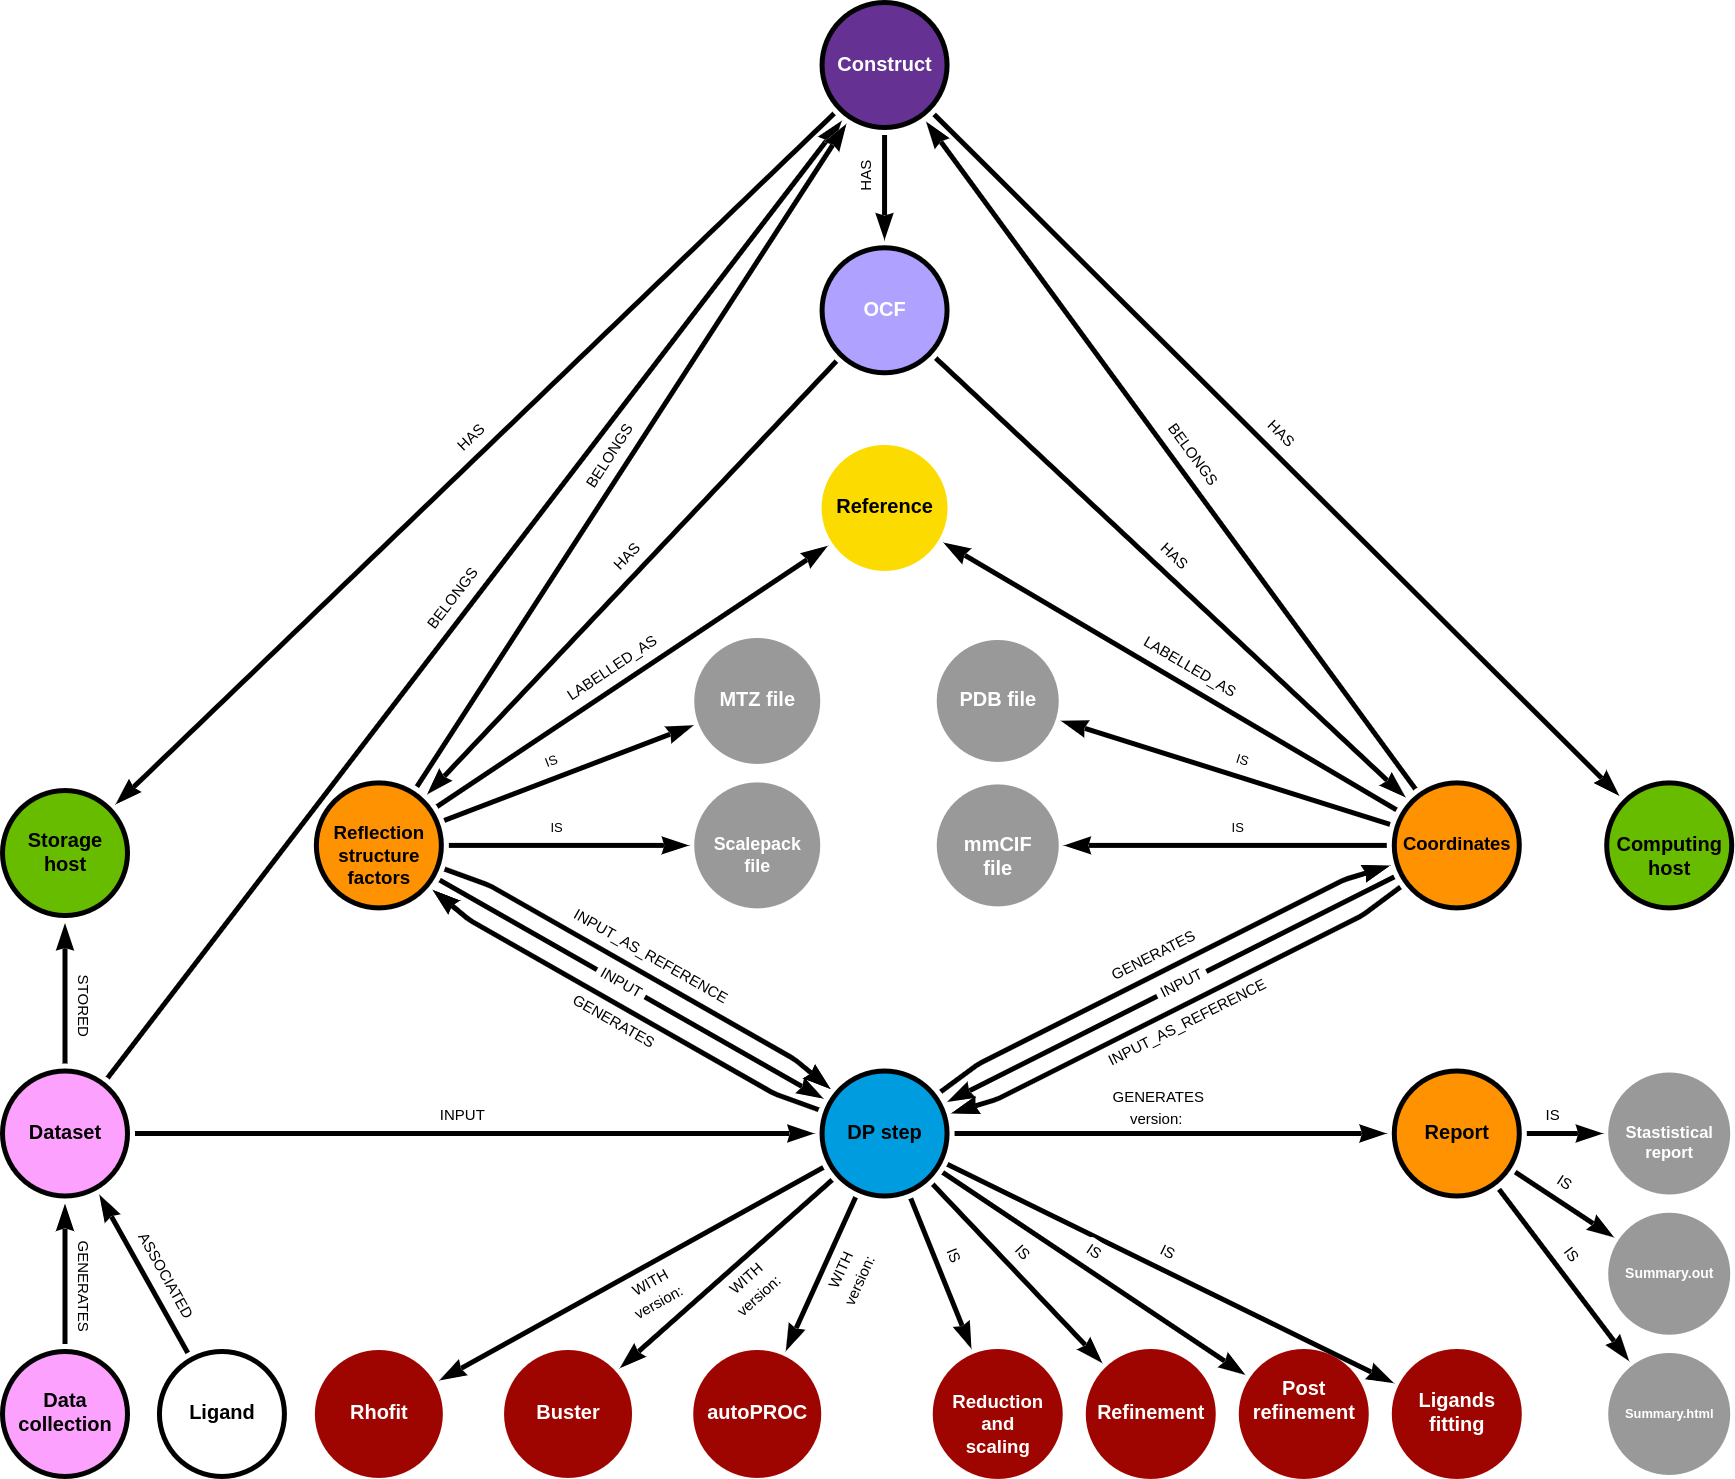 Construct
HAS
OCF
HAS
BELONGS
BELONGS
HAS
Reference
BELONGS
HAS
HAS
LABELLED_AS
LABELLED_AS
MTZ file
PDB file
IS
IS
Storage
host
Reflection
structure
factors
IS
Scalepack
file
mmCIF
file
IS
Coordinates
Computing
host
STORED
INPUT_AS_REFERENCE
INPUT
GENERATES
GENERATES
INPUT
INPUT_AS_REFERENCE
Dataset
INPUT
DP step
GENERATES
version:
Report
IS
Stastistical
report
IS
Summary.out
IS
Summary.html
GENERATES
ASSOCIATED
WITH
version:
WITH
version:
WITH
version:
IS
IS
IS
IS
Data
collection
Ligand
Rhofit
Buster
autoPROC
Reduction
and
scaling
Refinement
Post
refinement
Ligands
fitting